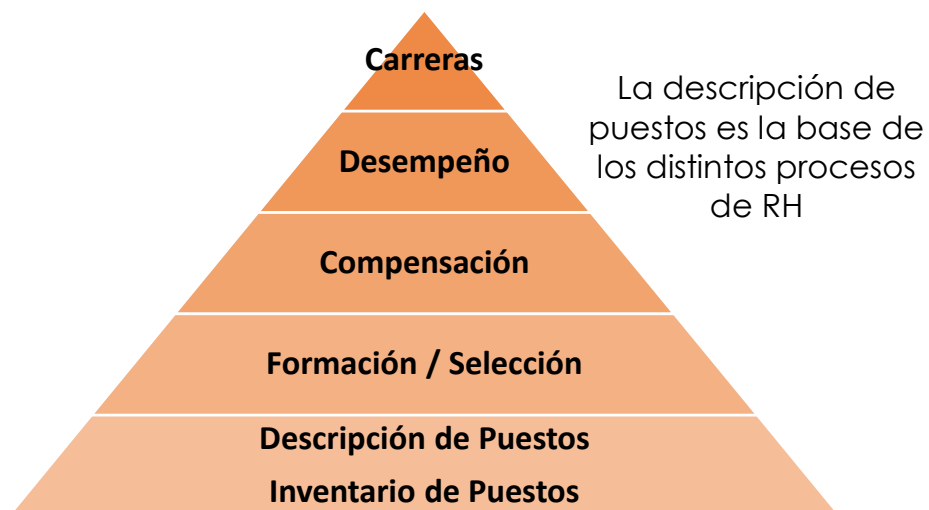 Carreras
Desempeño
Compensación
Formación / Selección
Descripción de Puestos
Inventario de Puestos
La descripción de
puestos es la base de
los distintos procesos
de RH